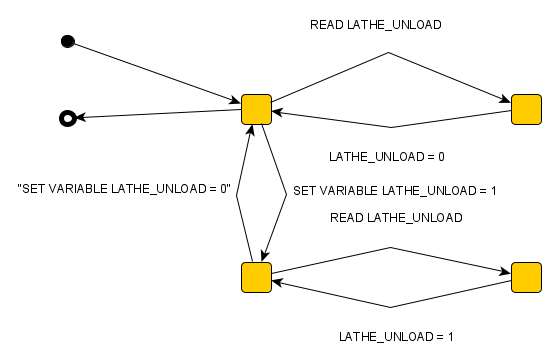 READ LATHE_UNLOAD
LATHE_UNLOAD = 0
"SET VARIABLE LATHE_UNLOAD = 0"
SET VARIABLE LATHE_UNLOAD = 1
READ LATHE_UNLOAD
LATHE_UNLOAD = 1